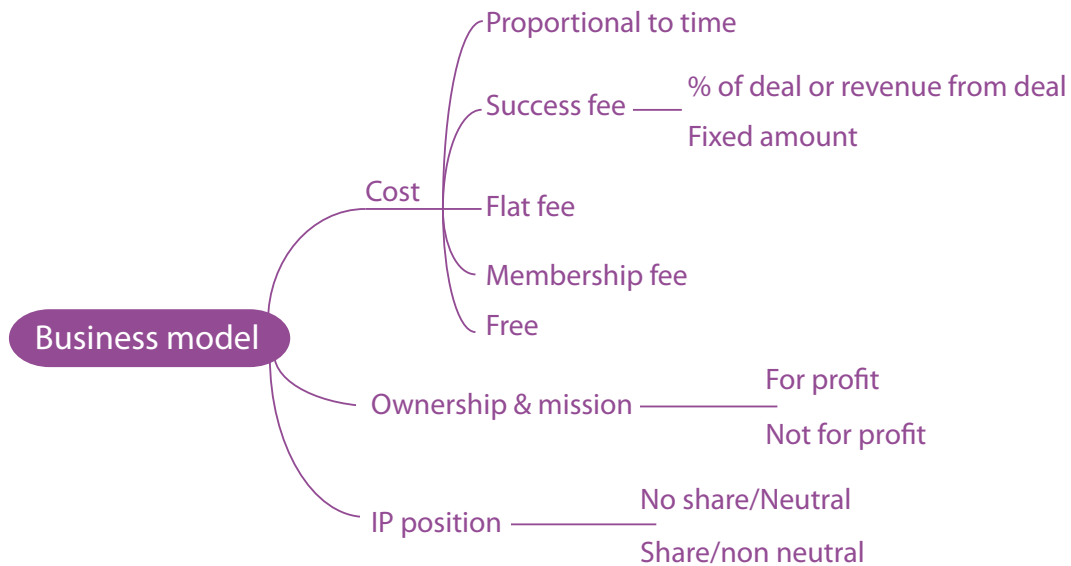 Business model
Cost
Proportional to time
Success fee
% of deal or revenue from deal
Fixed amount
Flat fee
Membership fee
Free
Ownership & mission
For profit
Not for profit
IP position
No share/Neutral
Share/non neutral